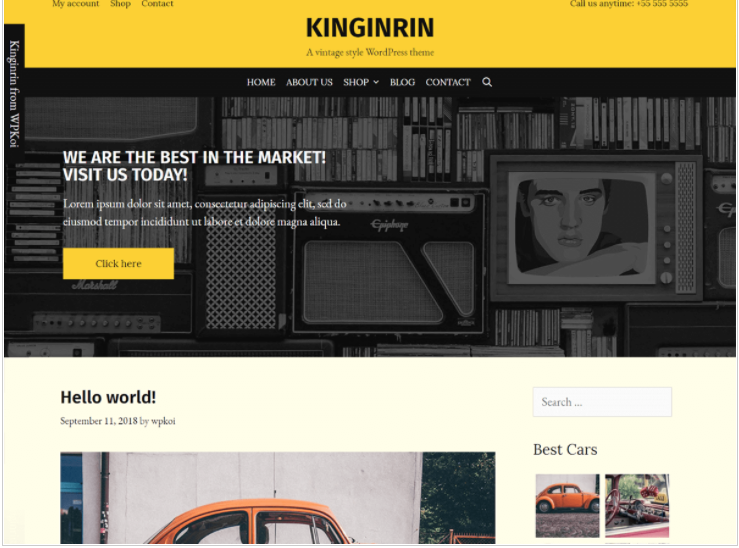 My account Shop Contact
Call us anytime: +55 555 5555
KINGINRIN
A vintage style WordPress theme
Kinginrin from WPKoi
HOME ABOUT US SHOP BLOG CONTACT
WE ARE THE BEST IN THE MARKET!
VISIT US TODAY!
Lorem ipsum dolor sit amet, consectetur adipiscing elit, sed do
eiusmod tempor incididunt ut labore et dolore magna aliqua.
Click here
Epiphone
Marshall
Hello world!
September 11, 2018 by wpkoi
Search ...
Best Cars